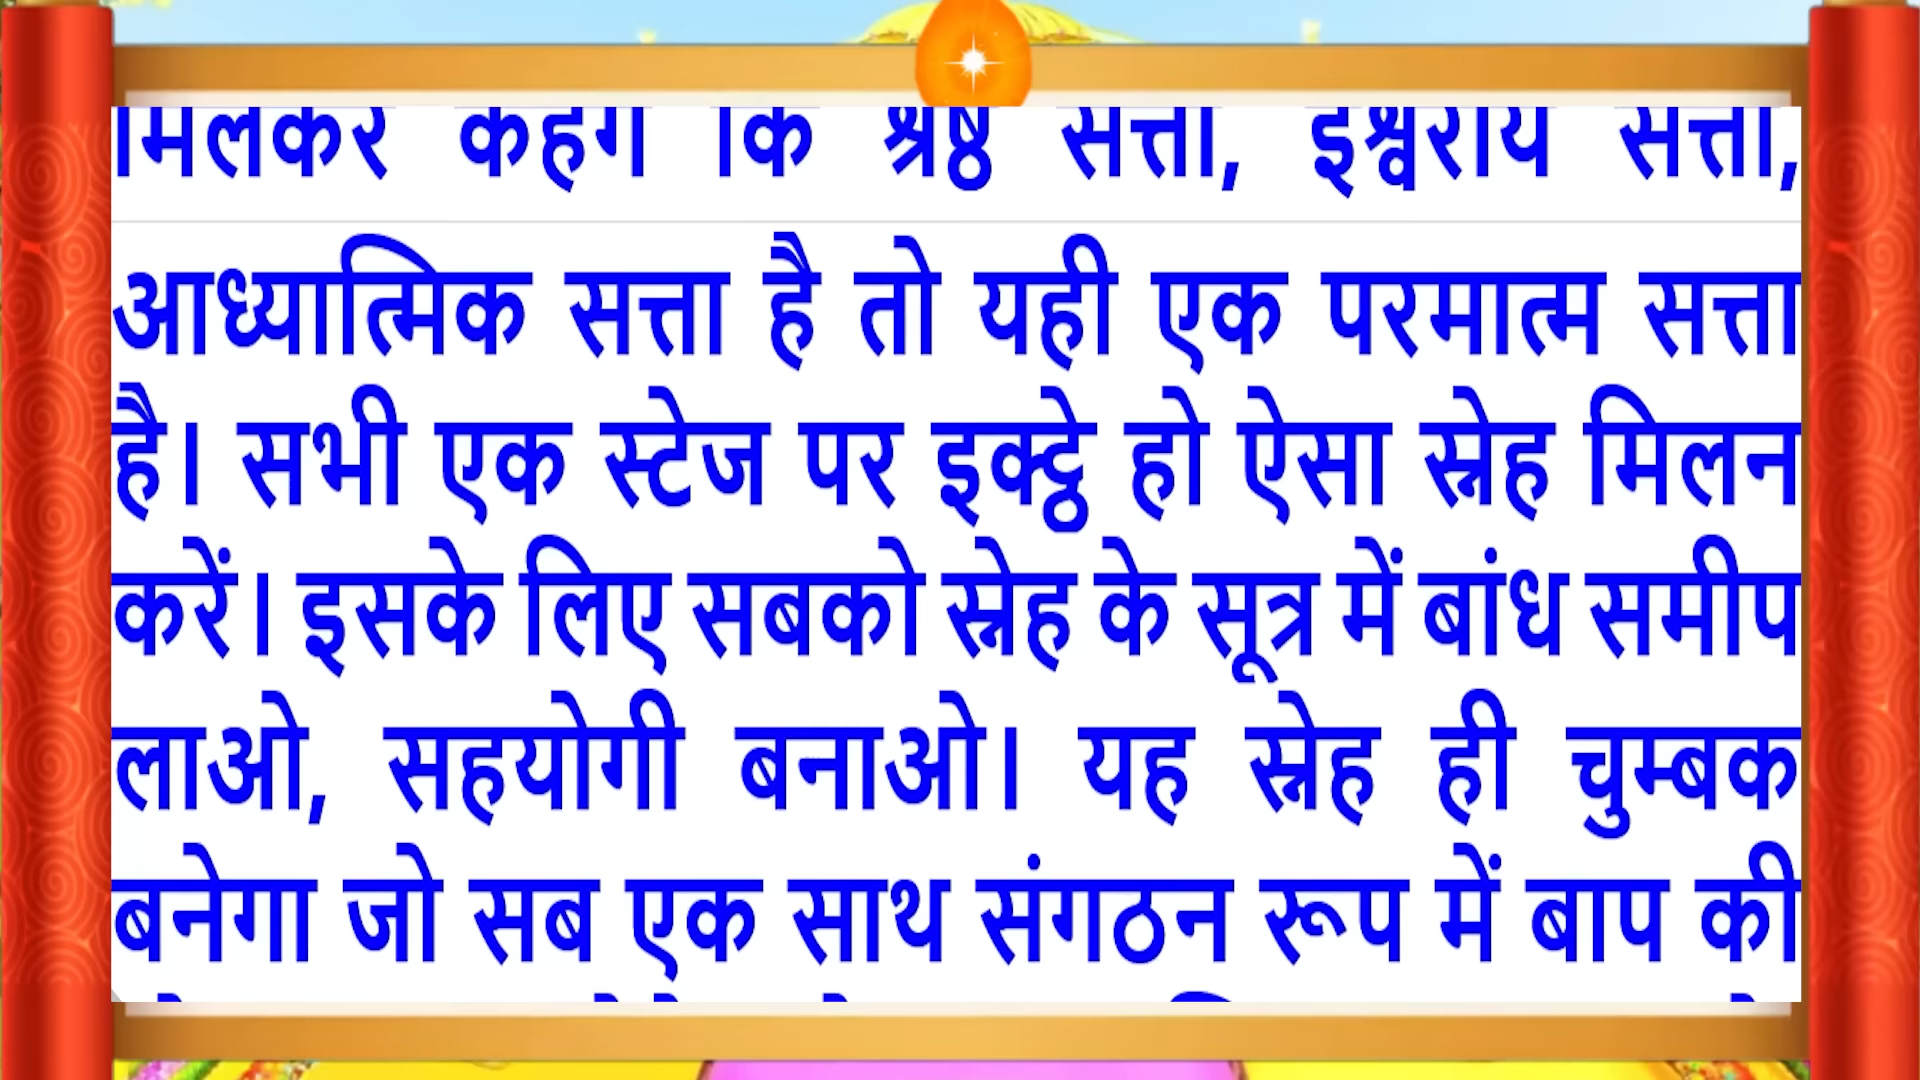 मिलकर कहेंगे कि श्रेष्ठ सत्ता, ईश्वरीय सत्ता,
आध्यात्मिक सत्ता है तो यही एक परमात्म सत्ता
है। सभी एक स्टेज पर इक्ट्ठे हो ऐसा स्नेह मिलन
करें। इसके लिए सबको स्नेह के सूत्र में बांध समीप
लाओ, सहयोगी बनाओ। यह स्नेह ही चुम्बक
बनेगा जो सब एक साथ संगठन रूप में बाप की